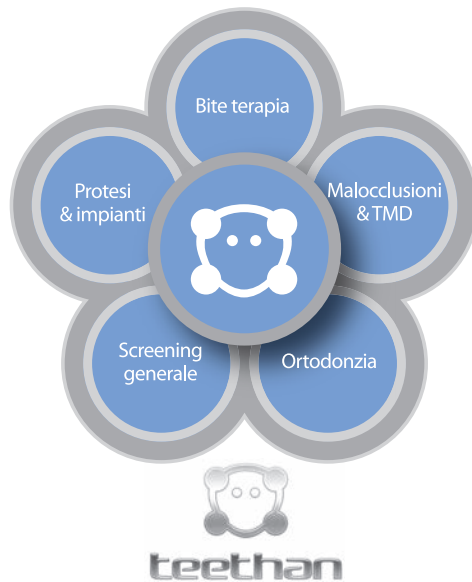 Bite terapia
Protesi
& impianti
Malocclusioni
& TMD
Screening
generale
Ortodonzia
teethan